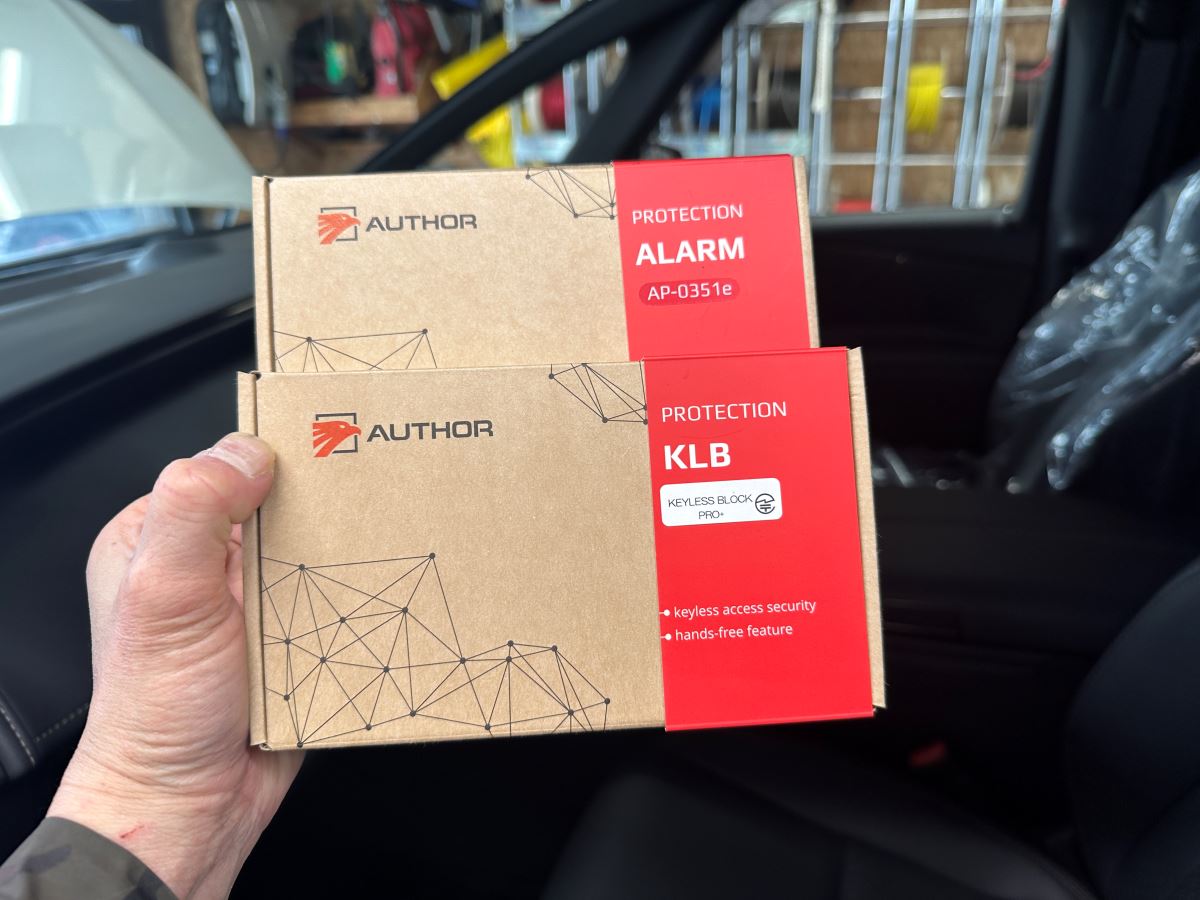 AUTHOR
PROTECTION
ALARM
AP-0351e
AUTHOR
PROTECTION
KLB
KEYLESS BLOCK
PRO+
keyless access security
hands-free feature